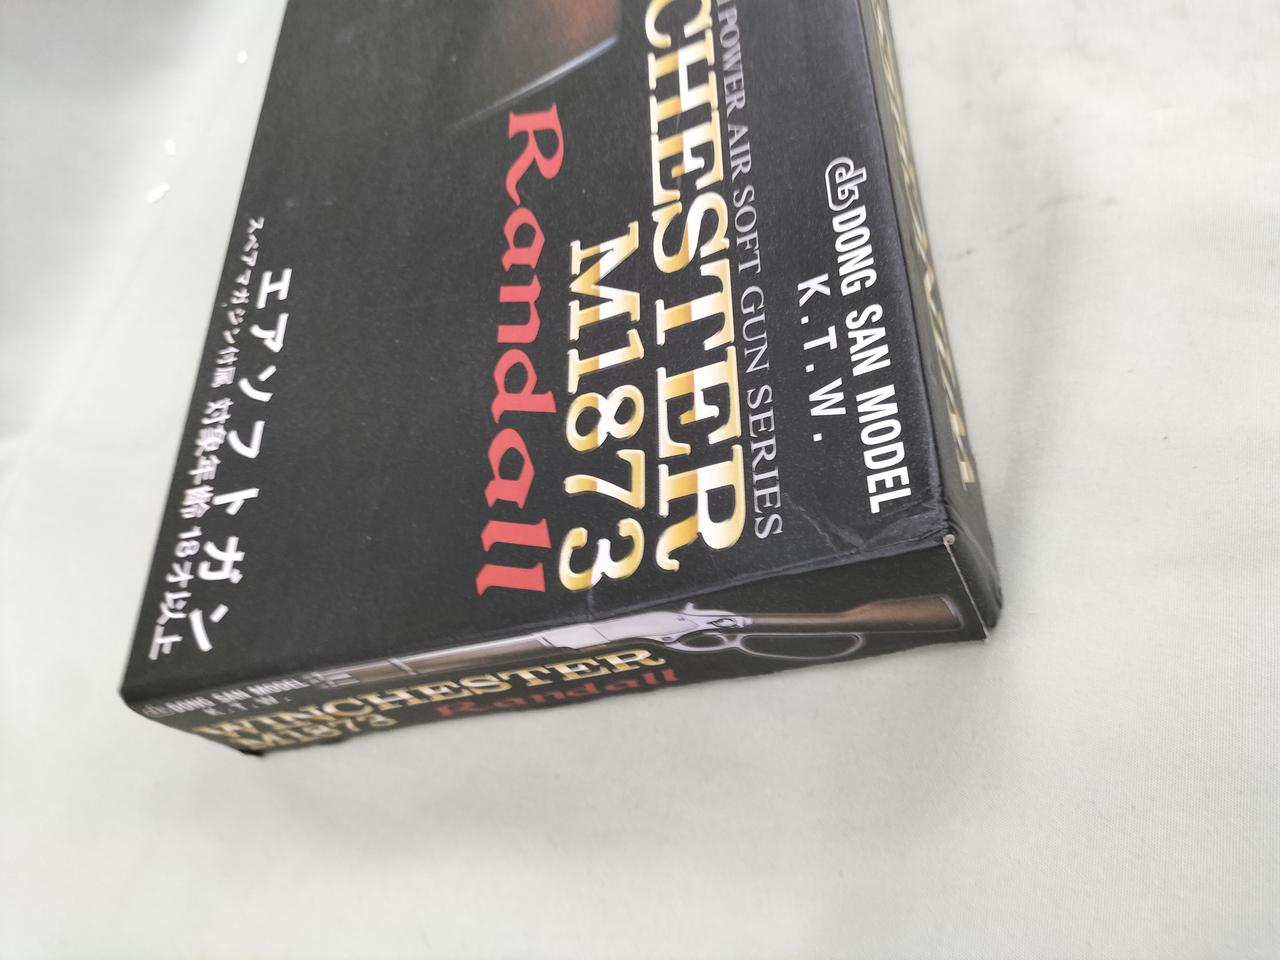 DONG SAN MODEL
K.T.W.
POWER AIR SOFT GUN SERIES
CHESTER
M1873
Randall
エアソフトガン
スペアマガジン付属 対象年齢18才以上
DONG SAN MODEL
K.T.W.
WINCHESTER
M1873 Randall